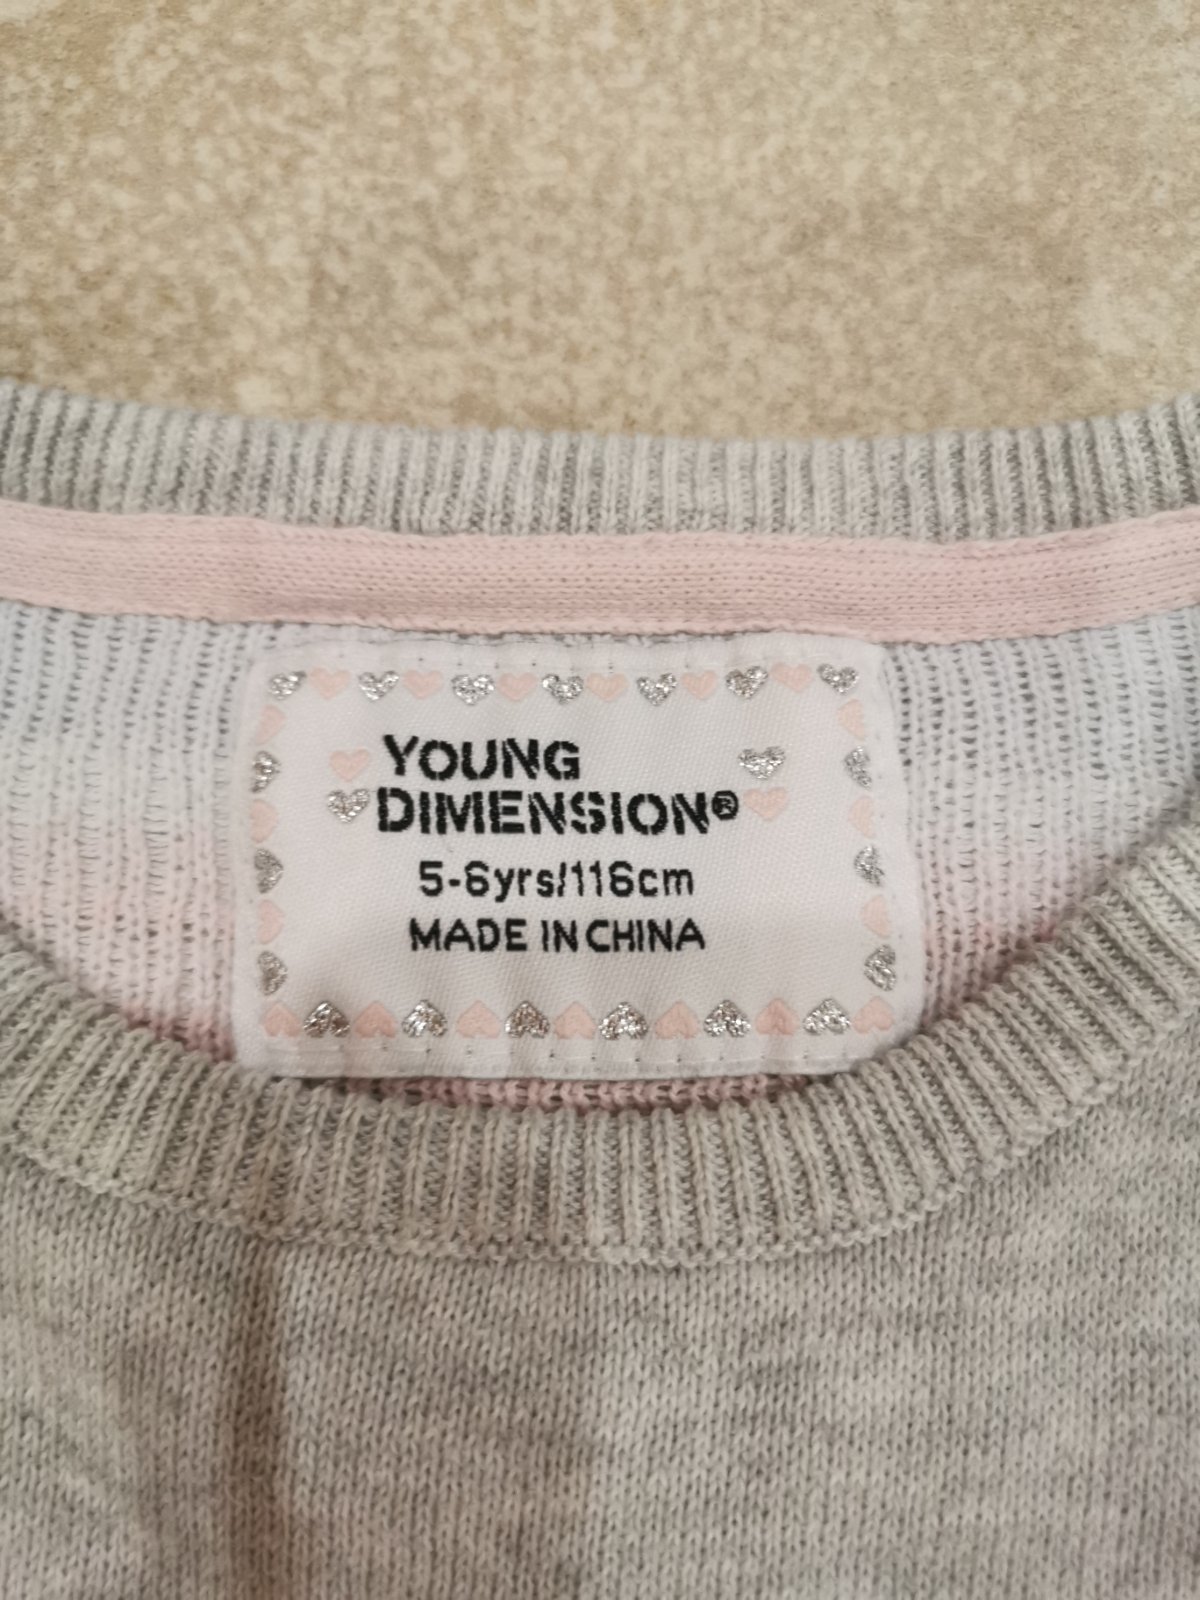 YOUNG
DIMENSION®
5-6yrs/116cm
MADE IN CHINA